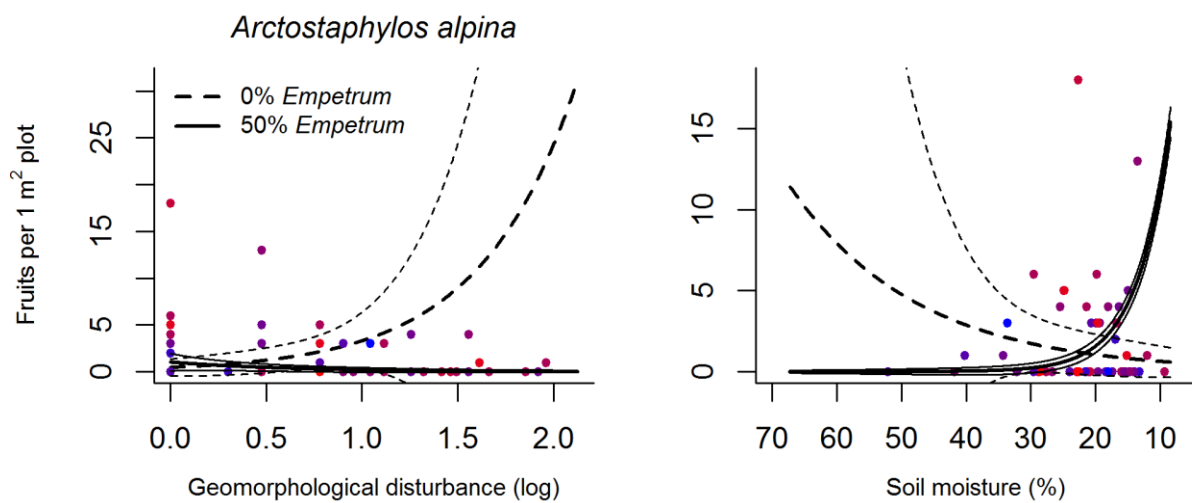 Arctostaphylos alpina
0% Empetrum
50% Empetrum
Fruits per 1 m² plot
25
15
5
0
0.0 0.5 1.0 1.5 2.0
Geomorphological disturbance (log)
15
10
5
0
70 60 50 40 30 20 10
Soil moisture (%)